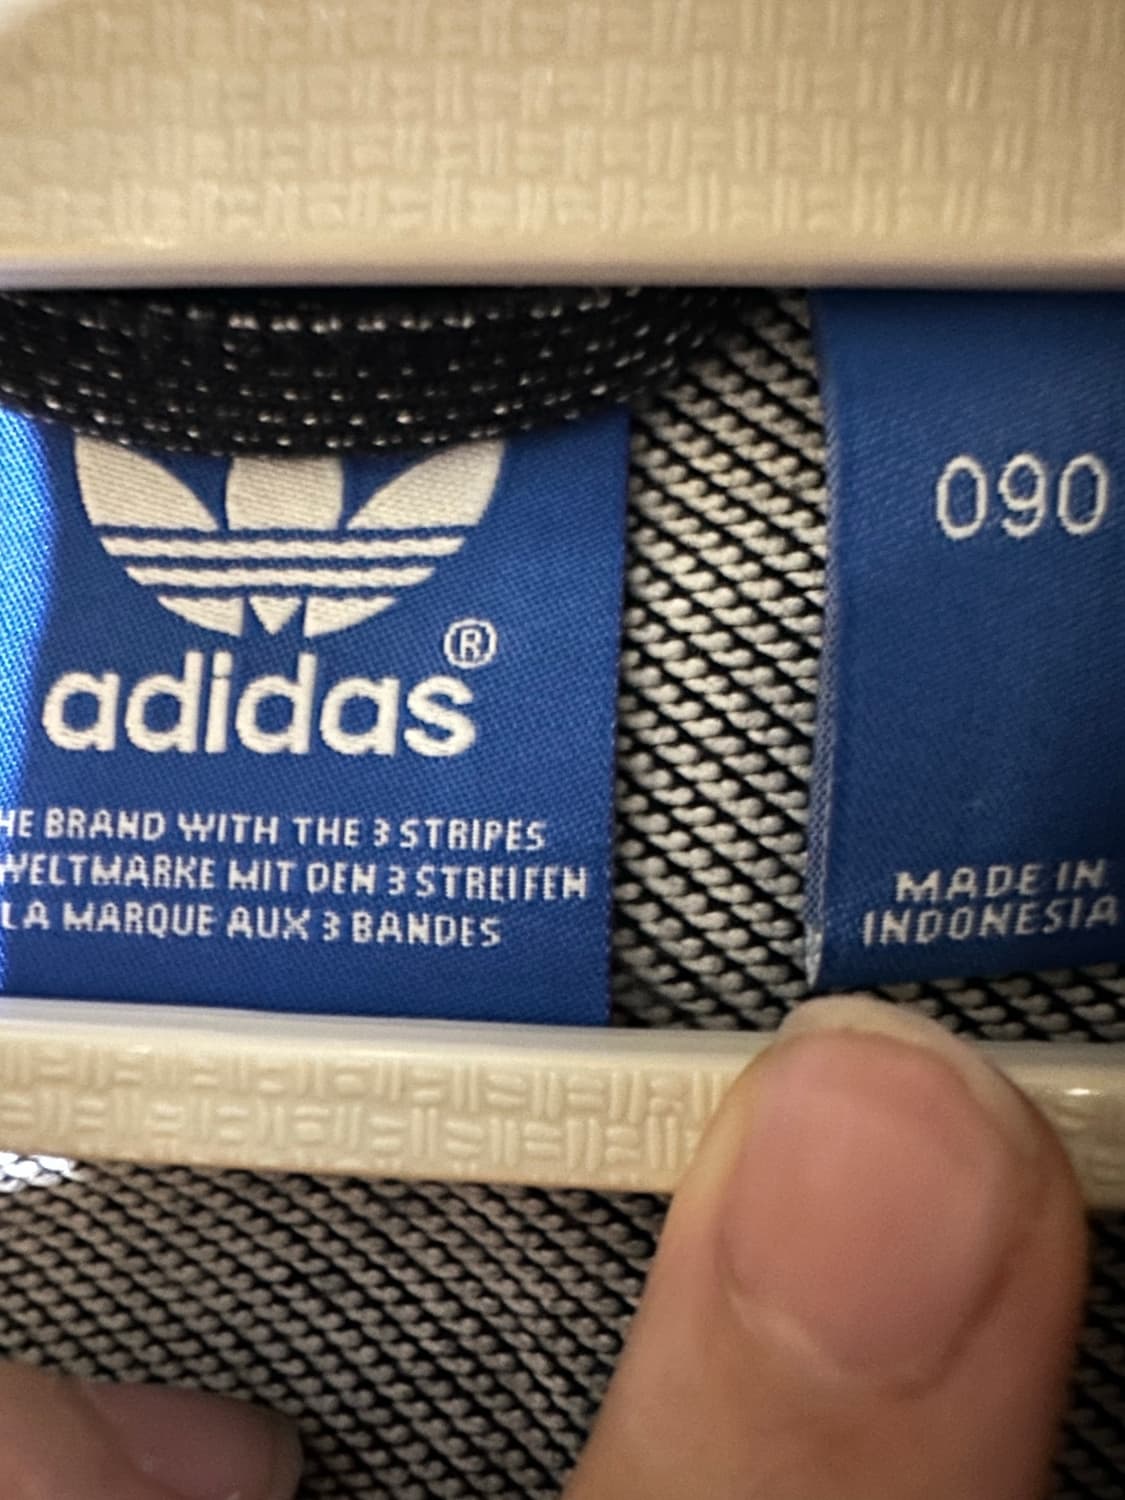 adidas®
HE BRAND WITH THE 3 STRIPES
WELTMARKE MIT DEN 3 STREIFEN
LA MARQUE AUX 3 BANDES
090
MADE IN
INDONESIA